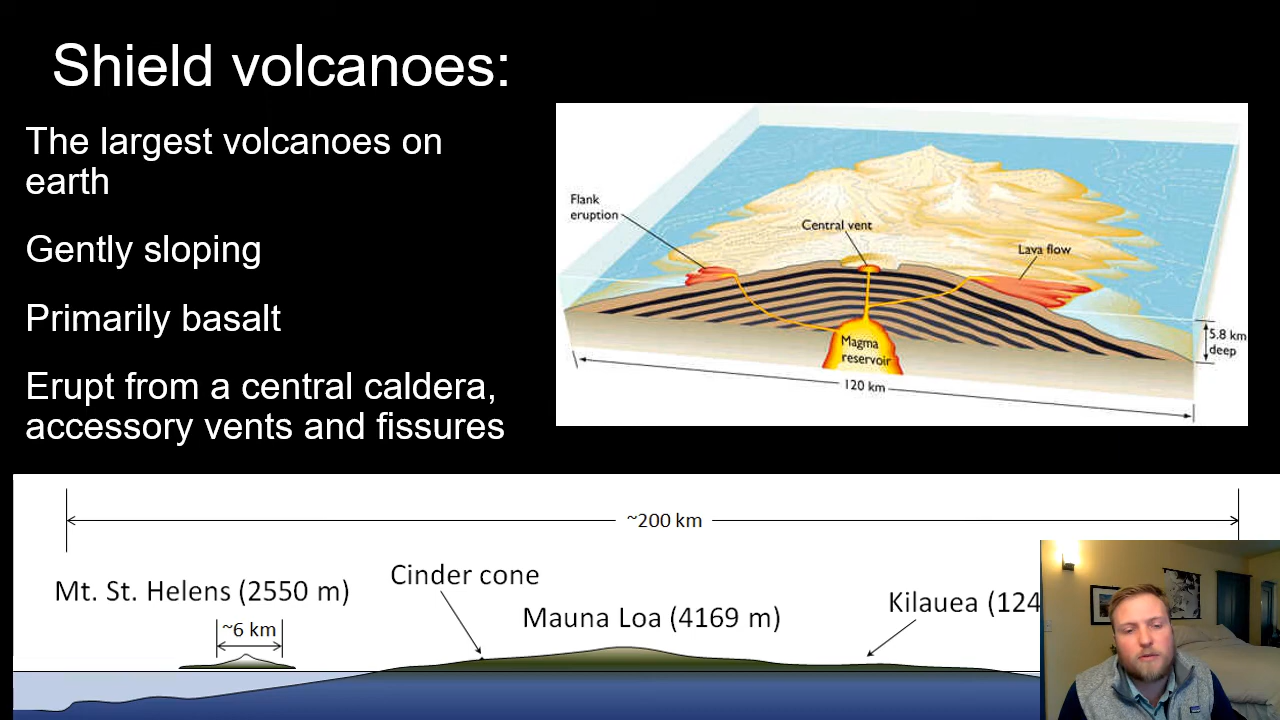 Shield volcanoes:
The largest volcanoes on
earth
Gently sloping
Primarily basalt
Erupt from a central caldera,
accessory vents and fissures
Flank
eruption
Central vent
Lava flow
Magma
reservoir
5.8 km
deep
120 km
~200 km
Mt. St. Helens (2550 m)
~6 km
Cinder cone
Mauna Loa (4169 m)
Kilauea (124